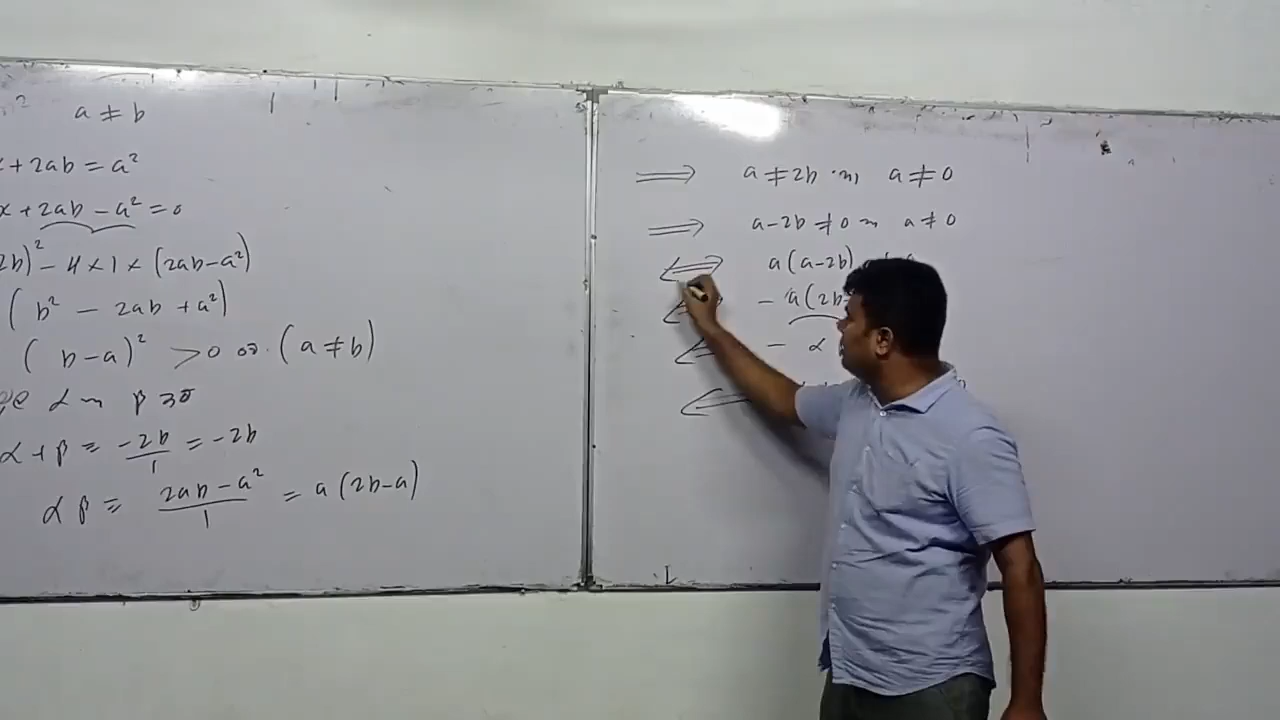 a ≠ b
x + 2ab = a²
x + 2ab − a² = 0
2b)² − 4 × 1 × (2ab − a²)
( b² − 2ab + a² )
( b − a )² > 0 ( a ≠ b )
α β
α + β = −2b/1 = −2b
αβ = 2ab − a²/1 = a(2b − a)
⟹ a ≠ 2b a ≠ 0
⟹ a − 2b ≠ 0 a ≠ 0
⟺ a(a − 2b)
− a(2b
− α